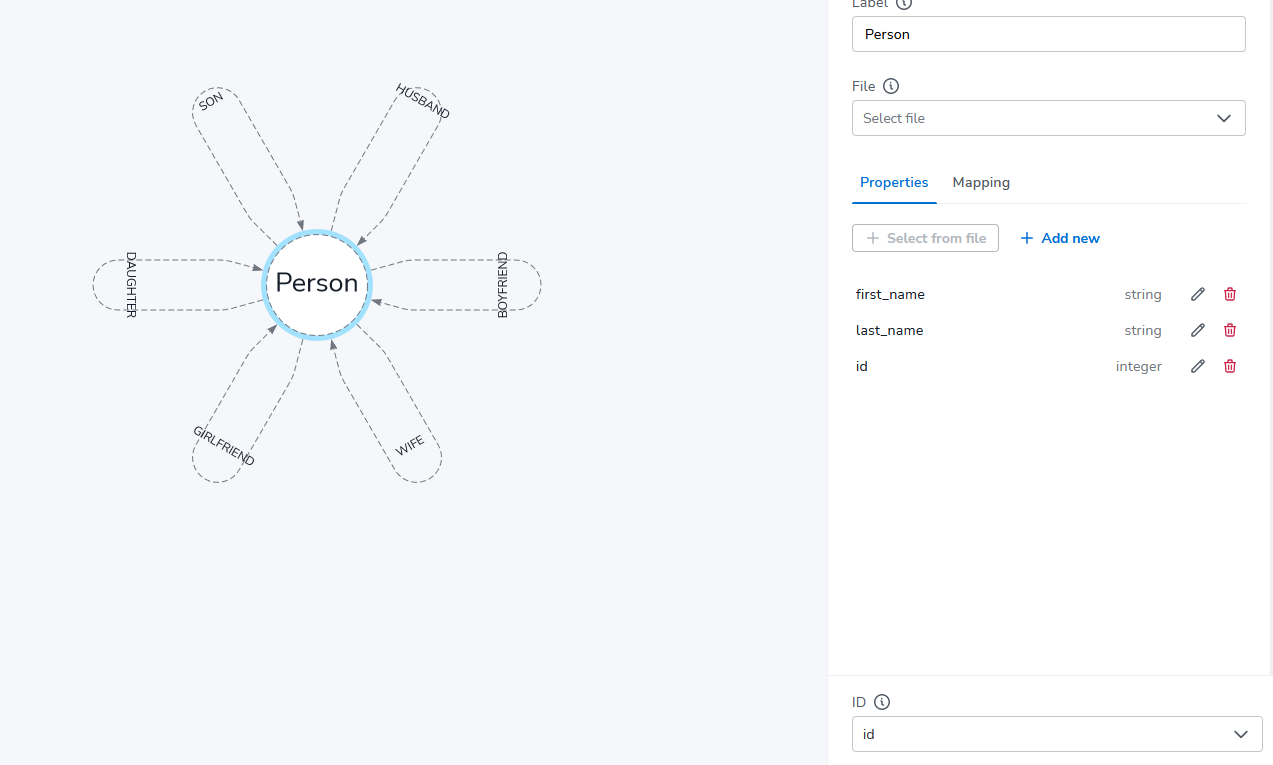 Label
Person
File
Select file
Properties Mapping
Select from file Add new
first_name string
last_name string
id integer
ID
id
SON
HUSBAND
DAUGHTER
Person
BOYFRIEND
GIRLFRIEND
WIFE